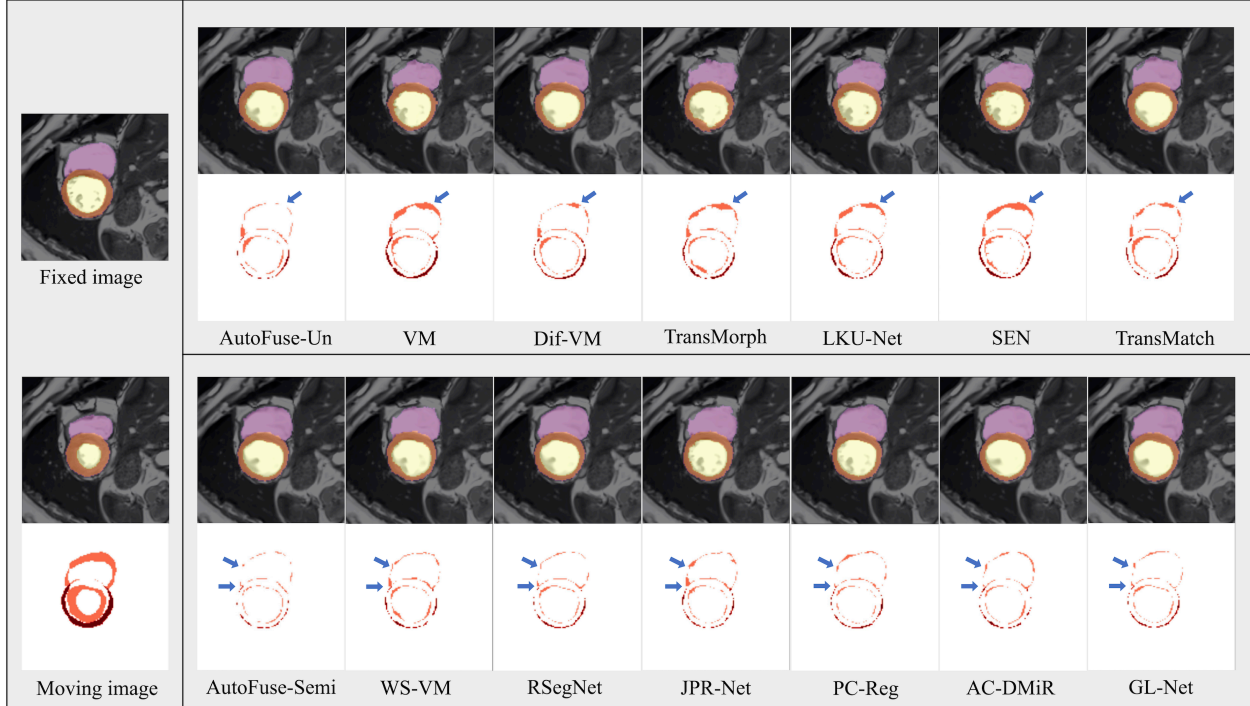 Fixed image
AutoFuse-Un VM Dif-VM TransMorph LKU-Net SEN TransMatch
Moving image
AutoFuse-Semi WS-VM RSegNet JPR-Net PC-Reg AC-DMiR GL-Net